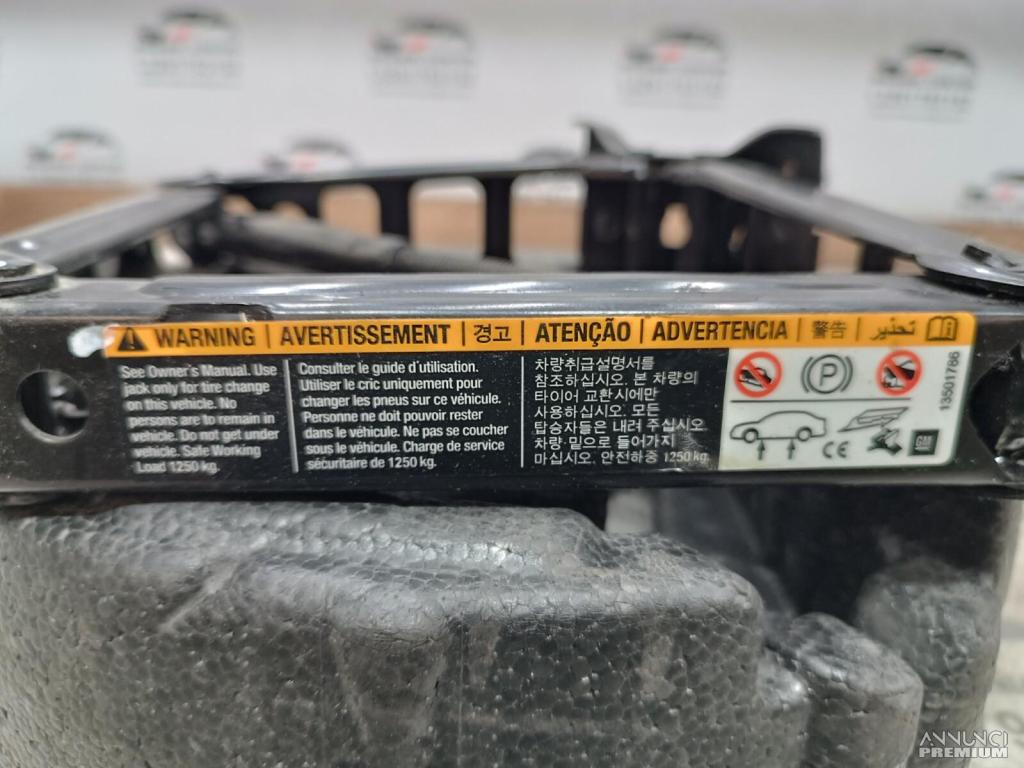 WARNING | AVERTISSEMENT | 경고 | ATENÇÃO | ADVERTENCIA | 警告 | تحذير
See Owner's Manual. Use
jack only for tire change
on this vehicle. No
persons are to remain in
vehicle. Do not get under
vehicle. Safe Working
Load 1250 kg.
Consulter le guide d'utilisation.
Utiliser le cric uniquement pour
changer les pneus sur ce véhicule.
Personne ne doit pouvoir rester
dans le véhicule. Ne pas se coucher
sous le véhicule. Charge de service
sécuritaire de 1250 kg.
차량취급설명서를
참조하십시오. 본 차량의
타이어 교환시에만
사용하십시오. 모든
탑승자들은 내려 주십시오
차량 밑으로 들어가지
마십시오. 안전하중 1250 kg.
P
CE
GM
13501786
ANNUNCI
PREMIUM